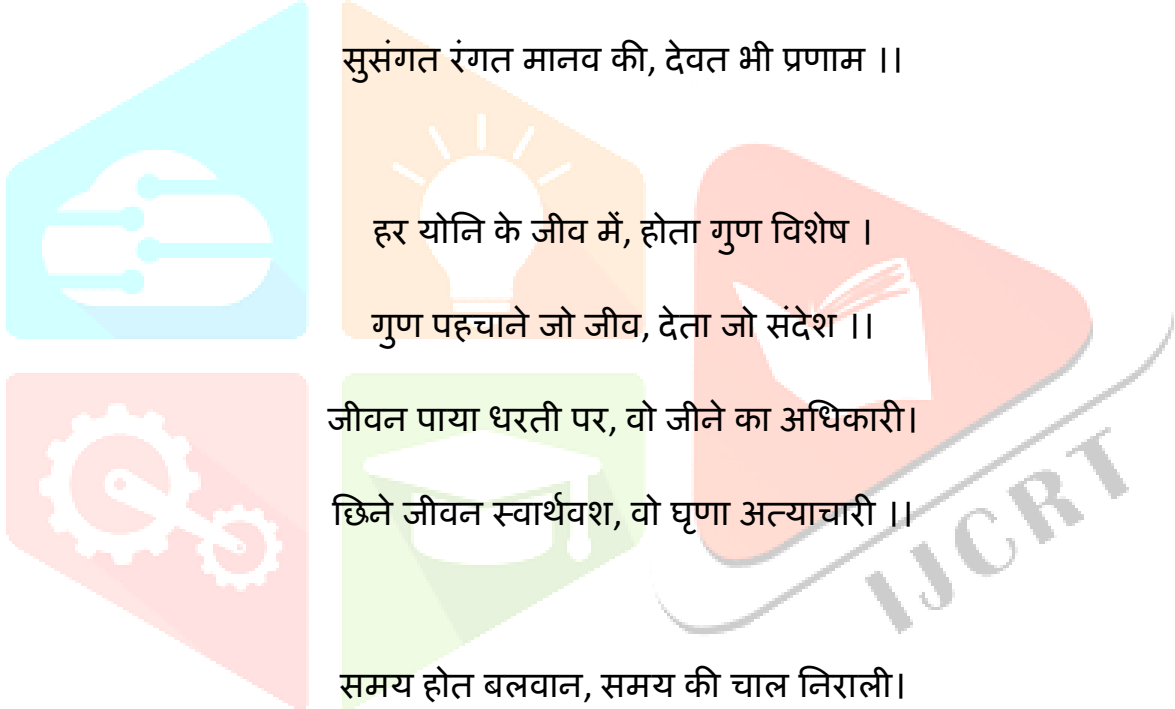 सुसंगत रंगत मानव की, देवत भी प्रणाम ।।
हर योनि के जीव में, होता गुण विशेष ।
गुण पहचाने जो जीव, देता जो संदेश ।।
जीवन पाया धरती पर, वो जीने का अधिकारी।
छिने जीवन स्वार्थवश, वो घृणा अत्याचारी ।।
IJCRT
समय होत बलवान, समय की चाल निराली।